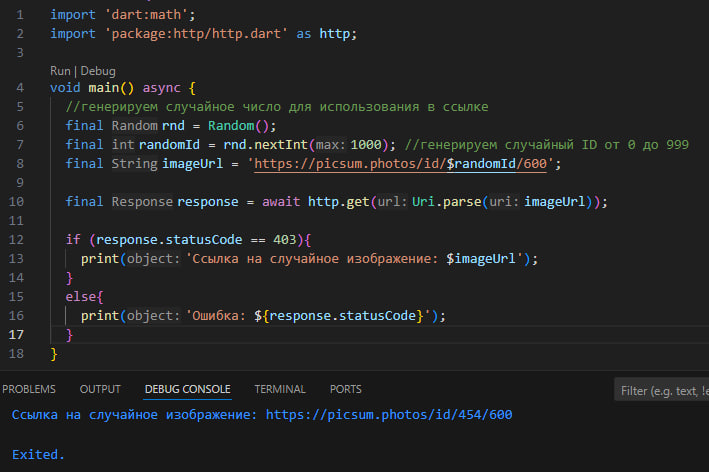 1 import 'dart:math';
2 import 'package:http/http.dart' as http;
3
Run | Debug
4 void main() async {
5 //генерируем случайное число для использования в ссылке
6 final Random rnd = Random();
7 final int randomId = rnd.nextInt(max: 1000); //генерируем случайный ID от 0 до 999
8 final String imageUrl = 'https://picsum.photos/id/$randomId/600';
9
10 final Response response = await http.get(url: Uri.parse(uri: imageUrl));
11
12 if (response.statusCode == 403){
13 print(object: 'Ссылка на случайное изображение: $imageUrl');
14 }
15 else{
16 print(object: 'Ошибка: ${response.statusCode}');
17 }
18 }
PROBLEMS OUTPUT DEBUG CONSOLE TERMINAL PORTS Filter (e.g. text, !e
Ссылка на случайное изображение: https://picsum.photos/id/454/600
Exited.